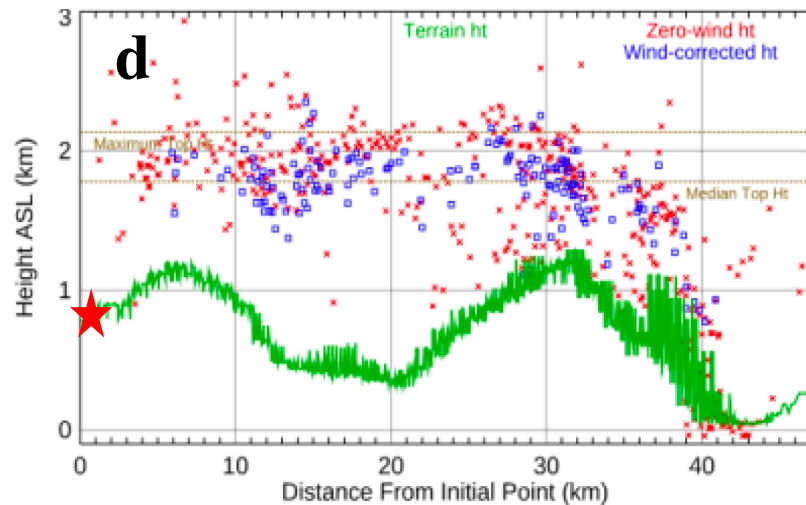 d
Terrain ht
Zero-wind ht
Wind-corrected ht
Maximum Top Ht
Median Top Ht
Height ASL (km)
3
2
1
0
0 10 20 30 40
Distance From Initial Point (km)